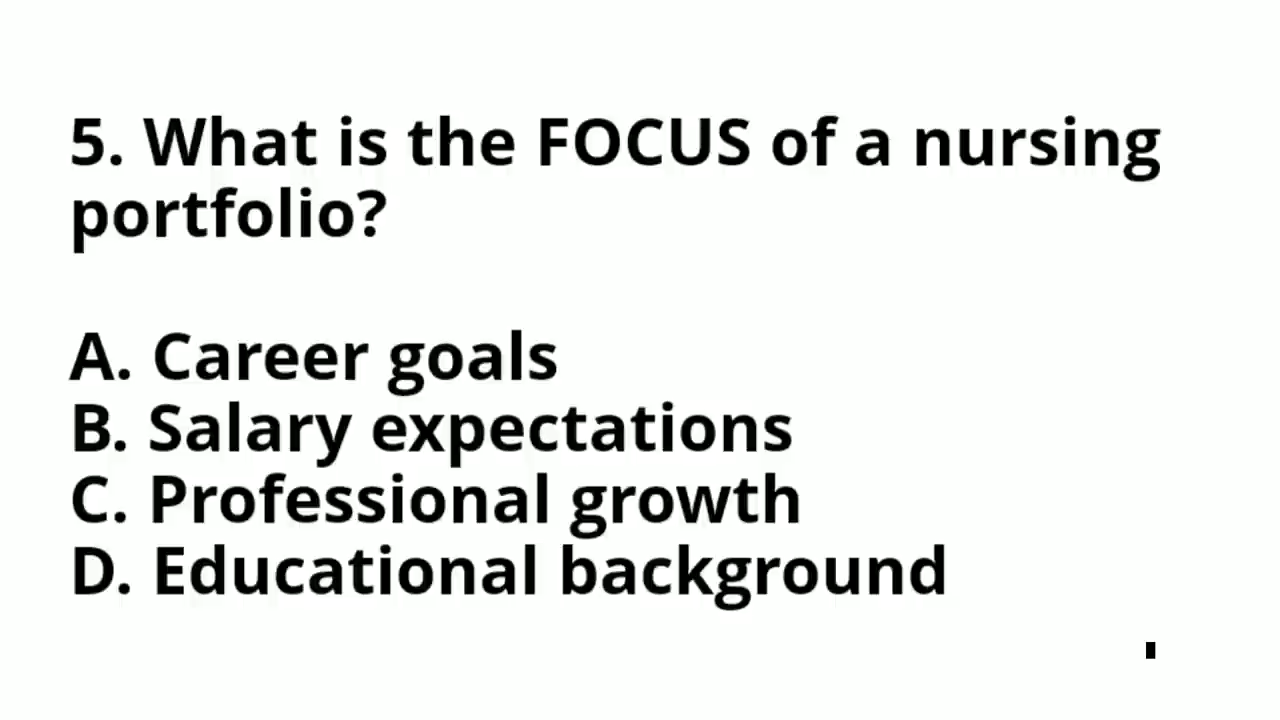 5. What is the FOCUS of a nursing
portfolio?
A. Career goals
B. Salary expectations
C. Professional growth
D. Educational background